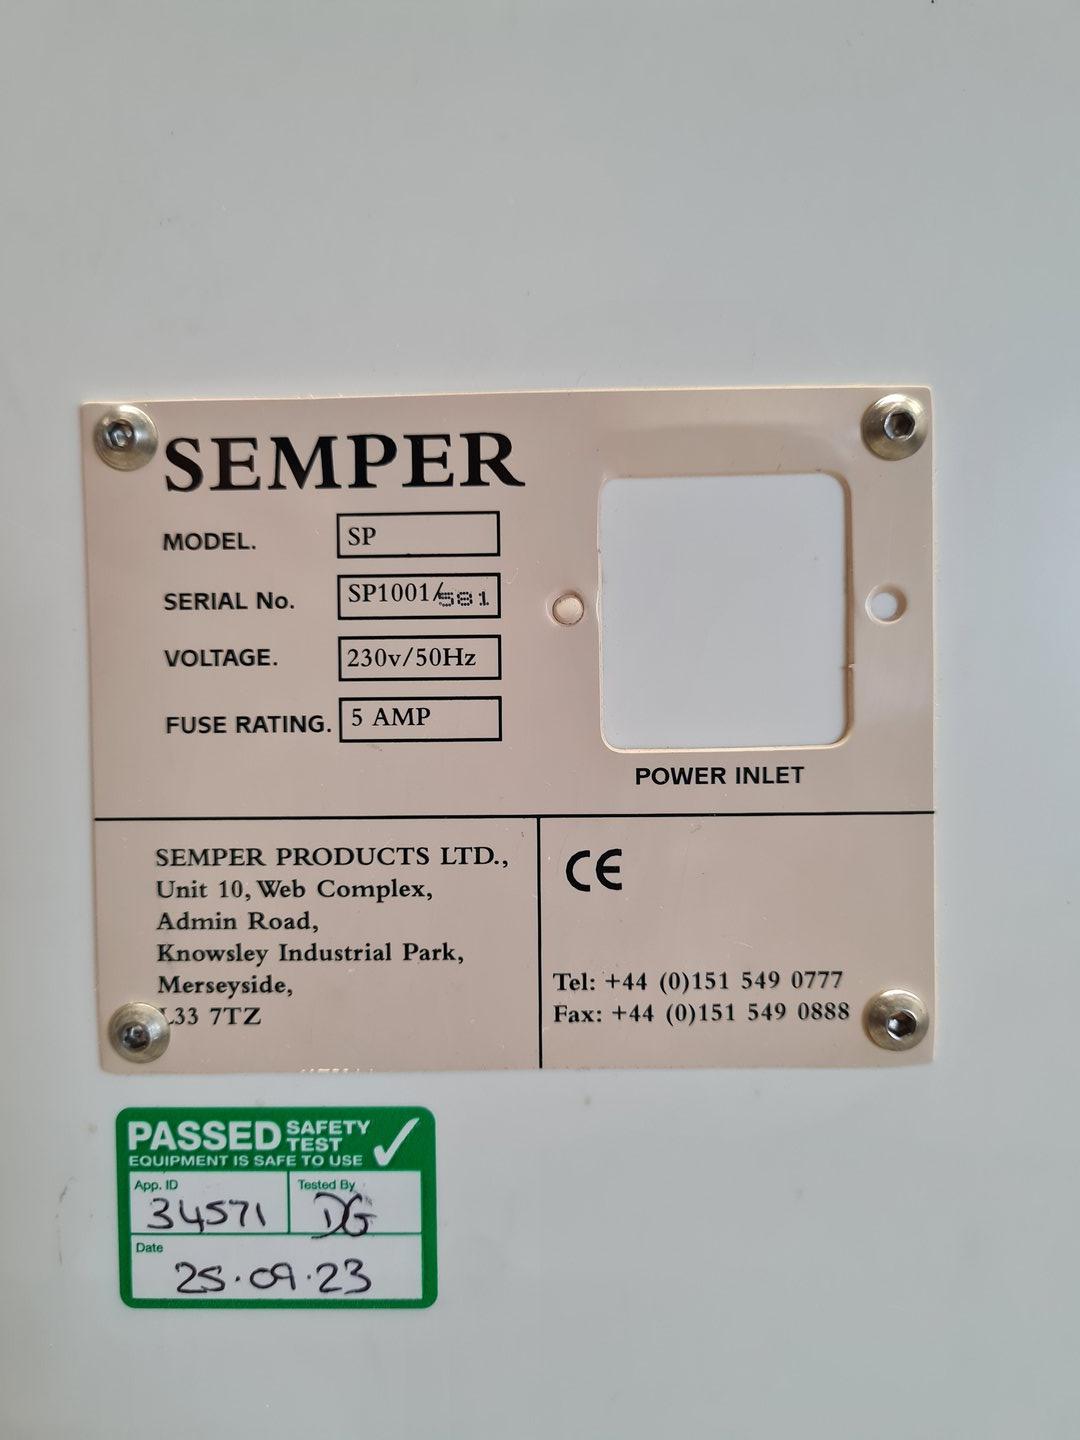 SEMPER
MODEL. SP
SERIAL No. SP1001/581
VOLTAGE. 230v/50Hz
FUSE RATING. 5 AMP
POWER INLET
SEMPER PRODUCTS LTD.,
Unit 10, Web Complex,
Admin Road,
Knowsley Industrial Park,
Merseyside,
L33 7TZ
CE
Tel: +44 (0)151 549 0777
Fax: +44 (0)151 549 0888
PASSED SAFETY TEST
EQUIPMENT IS SAFE TO USE
App. ID
34571
Tested By
DG
Date
25.09.23